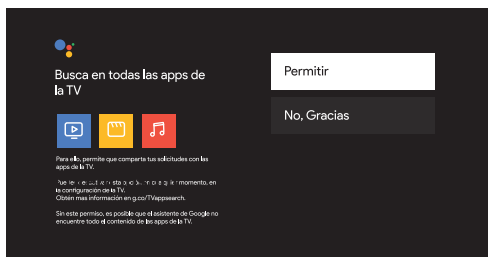 Busca en todas las apps de
la TV
Para ello, permite que comparta tus solicitudes con las
apps de la TV.
momento, en
la configuración de la TV.
Obtén mas información en g.co/TVappsearch.
Sin este permiso, es posible que el asistente de Google no
encuentre todo el contenido de las apps de la TV.
Permitir
No, Gracias